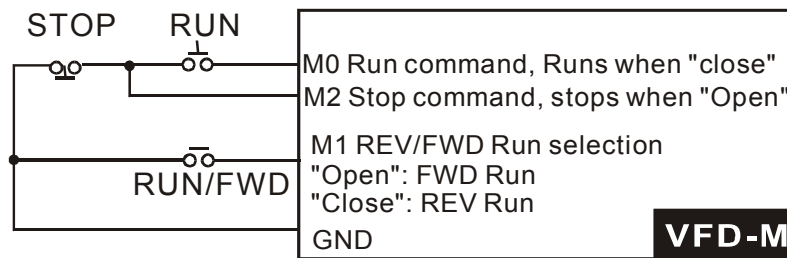 STOP RUN
M0 Run command, Runs when "close"
M2 Stop command, stops when "Open"
M1 REV/FWD Run selection
RUN/FWD
"Open": FWD Run
"Close": REV Run
GND
VFD-M